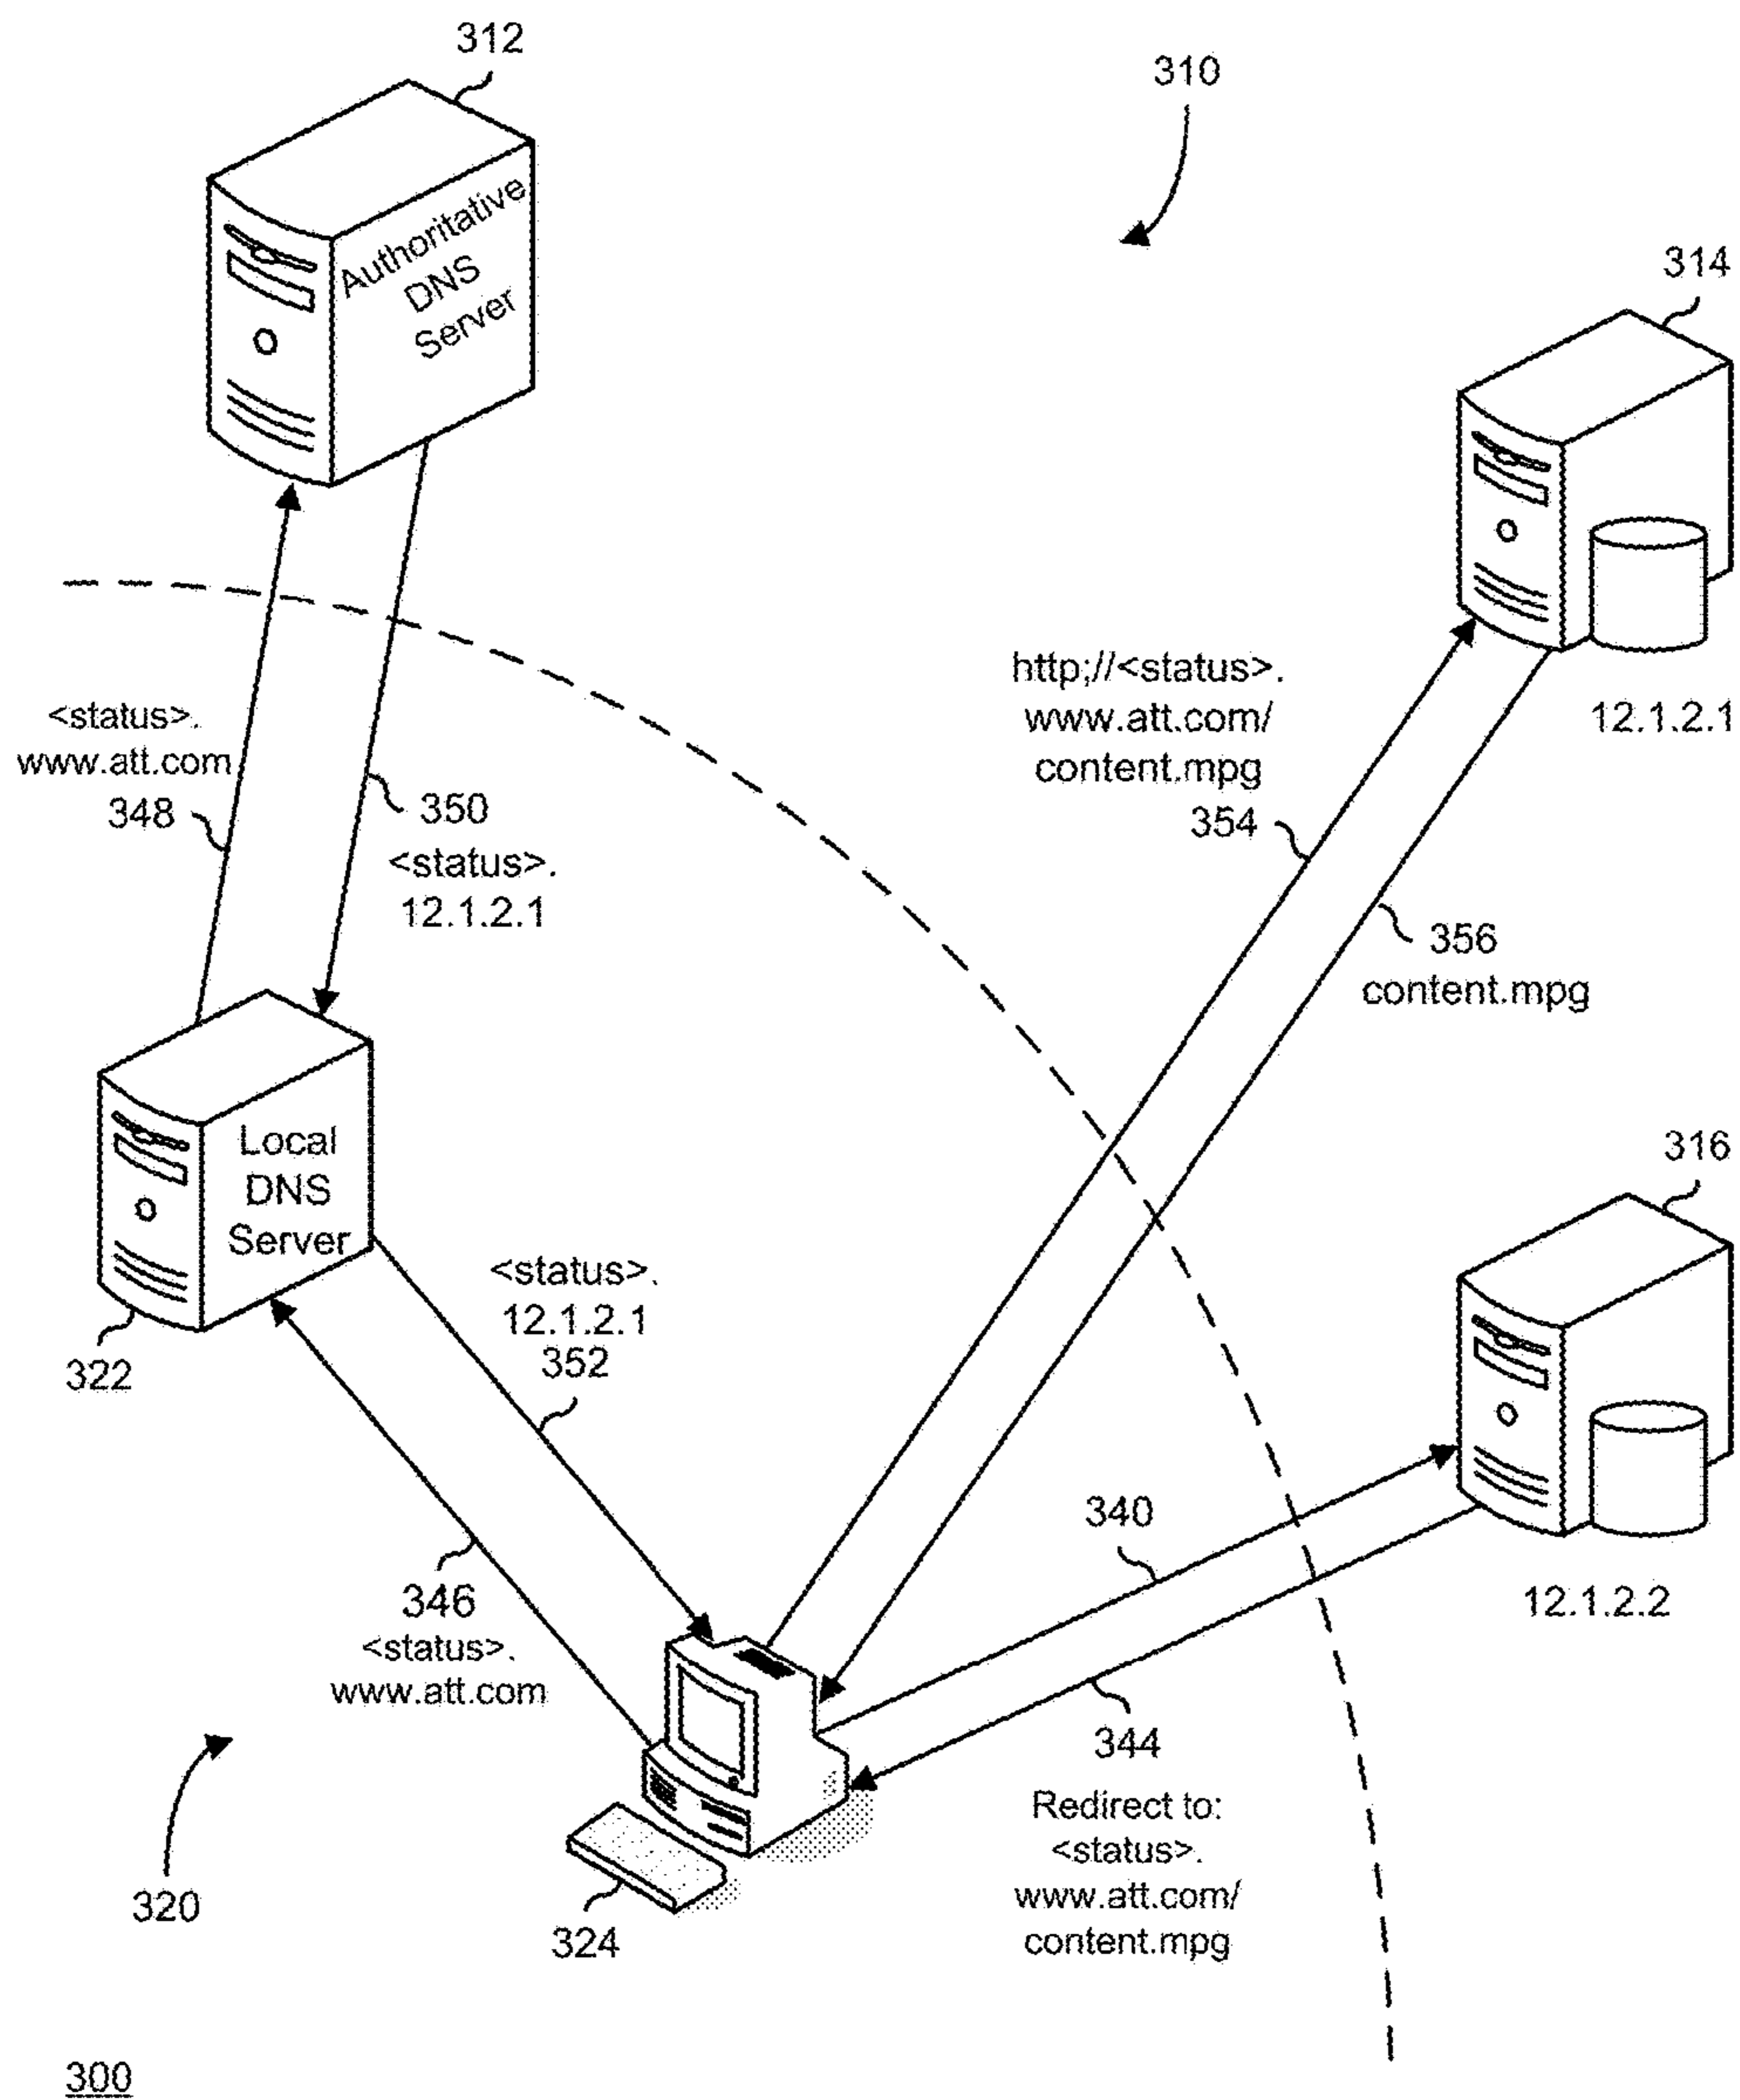 312
310
Authoritative
DNS
Server
314
12.1.2.1
http;//<status>.
www.att.com/
content.mpg
354
<status>.
www.att.com
348
350
<status>.
12.1.2.1
356
content.mpg
Local
DNS
Server
322
316
12.1.2.2
<status>.
12.1.2.1
352
340
346
<status>.
www.att.com
344
Redirect to:
<status>.
www.att.com/
content.mpg
320
324
300